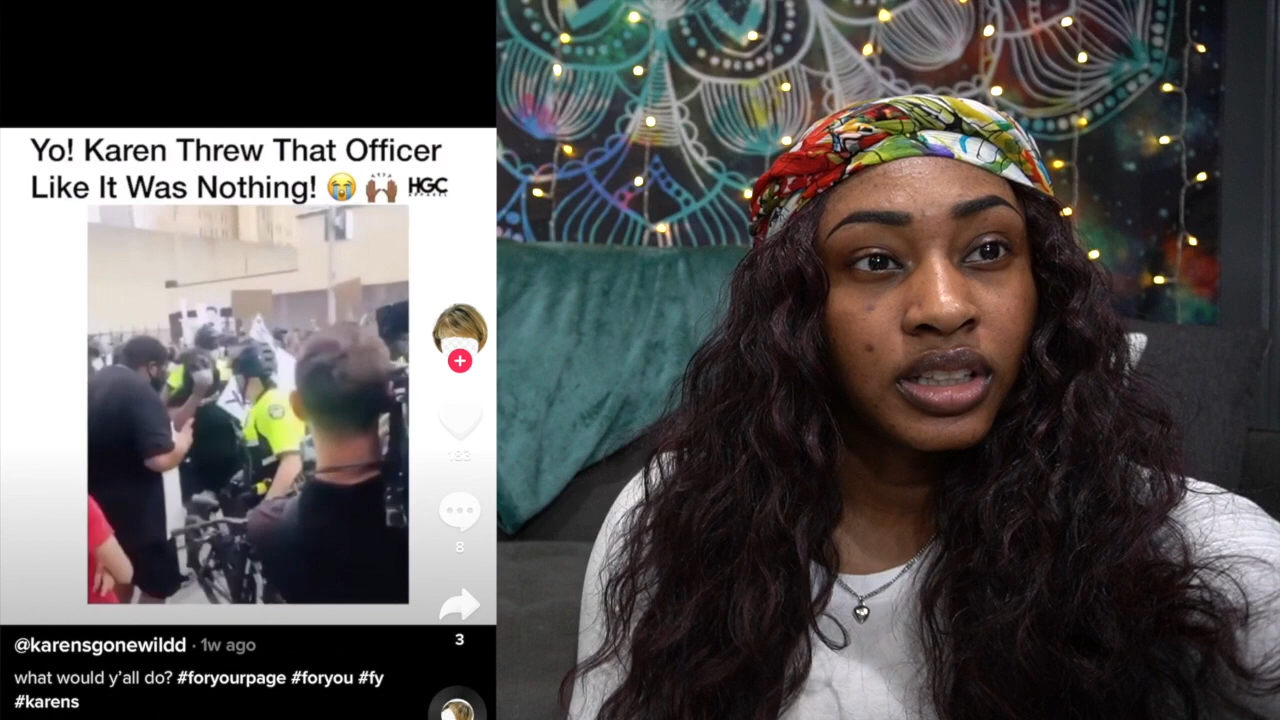 Yo! Karen Threw That Officer
Like It Was Nothing! 😭 🙌🏾 HGC
183
8
3
@karensgonewildd · 1w ago
what would y'all do? #foryourpage #foryou #fy
#karens